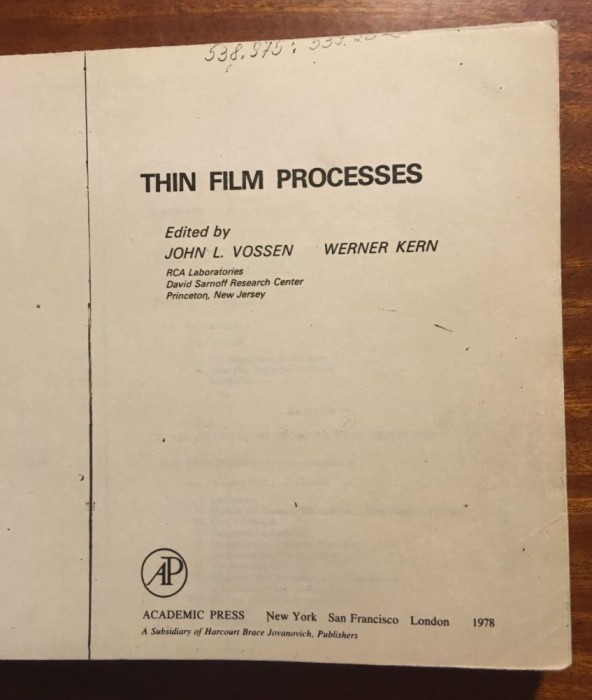 538.975:
THIN FILM PROCESSES
Edited by
JOHN L. VOSSEN WERNER KERN
RCA Laboratories
David Sarnoff Research Center
Princeton, New Jersey
AP
ACADEMIC PRESS New York San Francisco London 1978
A Subsidiary of Harcourt Brace Jovanovich, Publishers